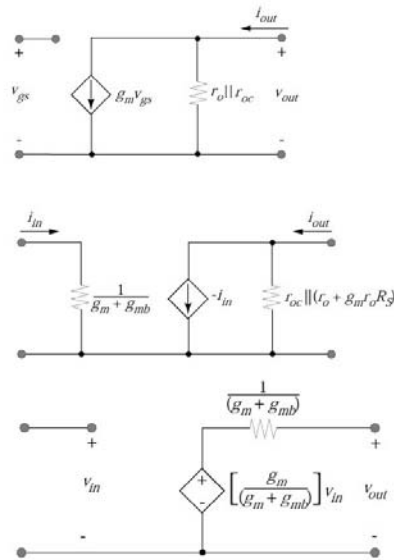 i_out
+ +
v_gs g_m v_gs r_o || r_oc v_out
- -
i_in i_out
1 / (g_m + g_mb) -i_in r_oc || (r_o + g_m r_o R_S)
1 / (g_m + g_mb)
+ +
v_in + - [g_m / (g_m + g_mb)] v_in v_out
- -